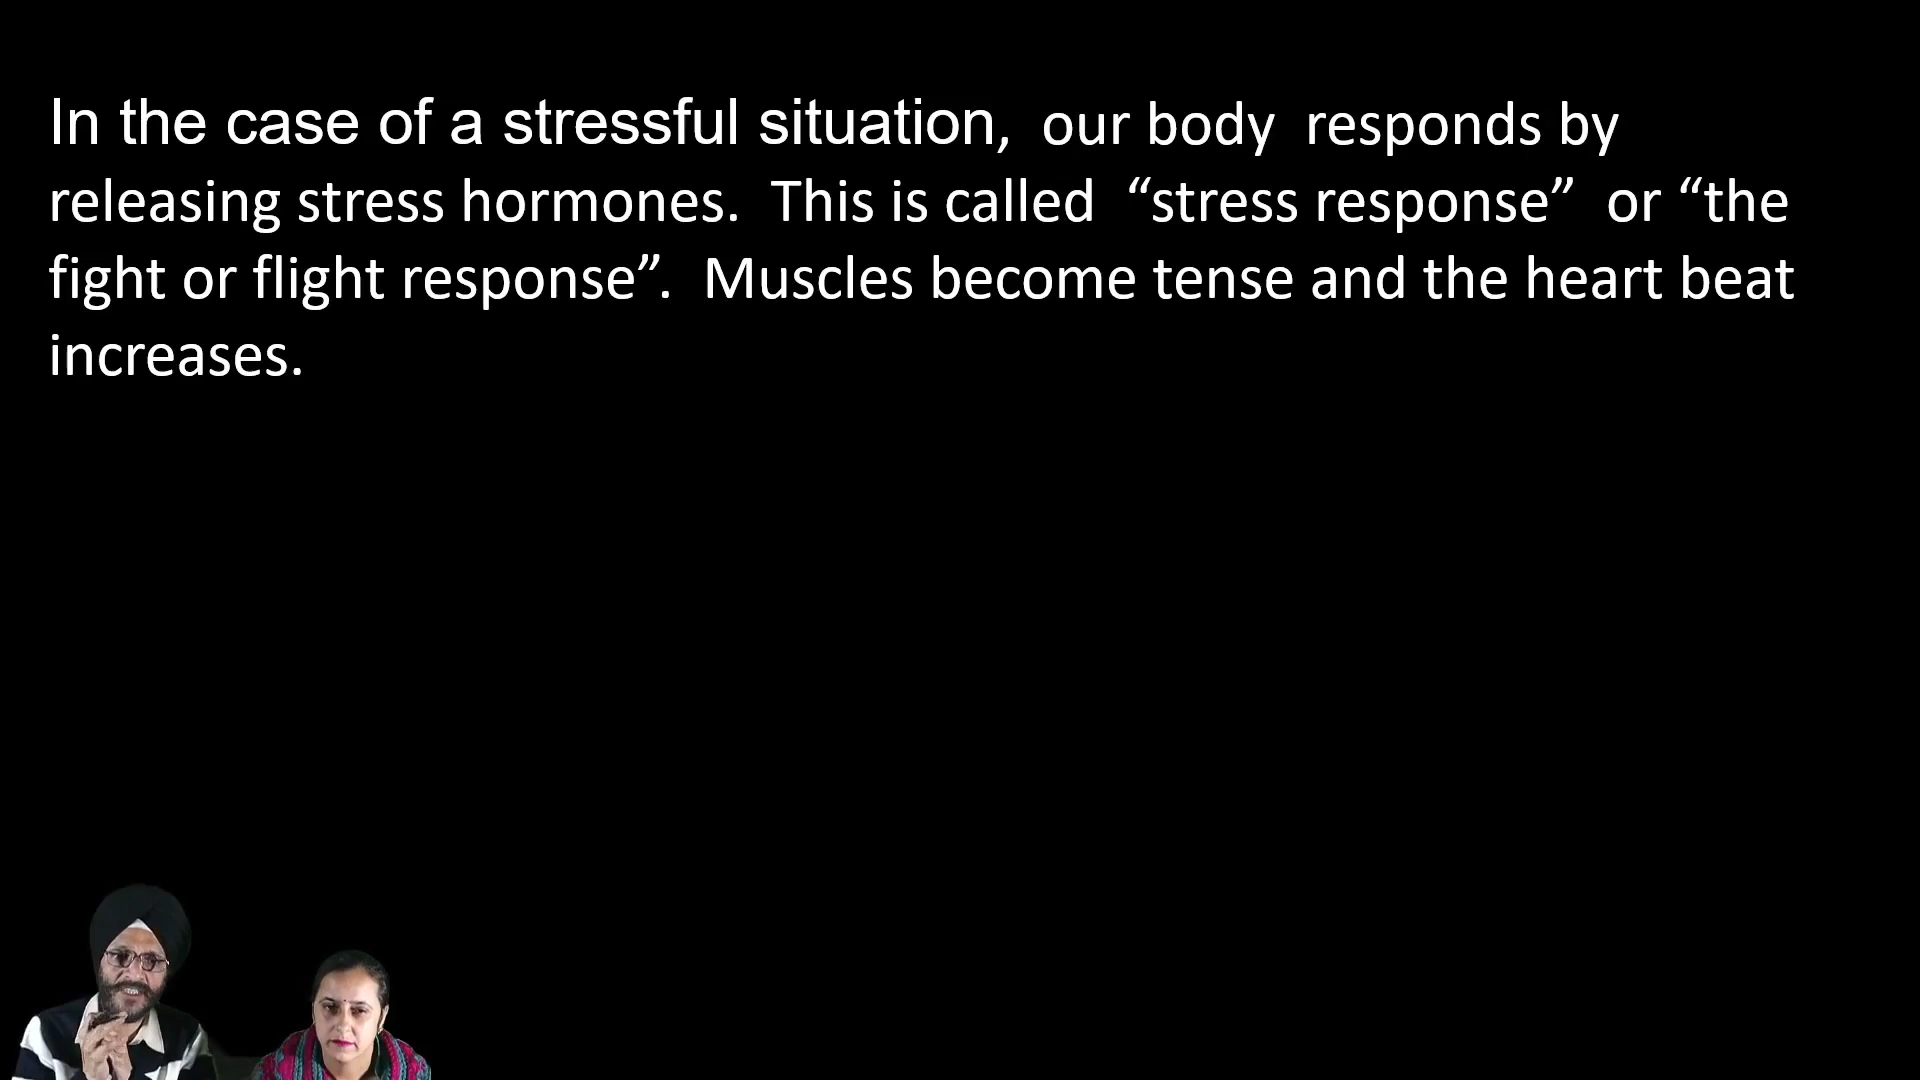 In the case of a stressful situation,  our body  responds by
releasing stress hormones.  This is called  “stress response”  or “the
fight or flight response”.  Muscles become tense and the heart beat
increases.